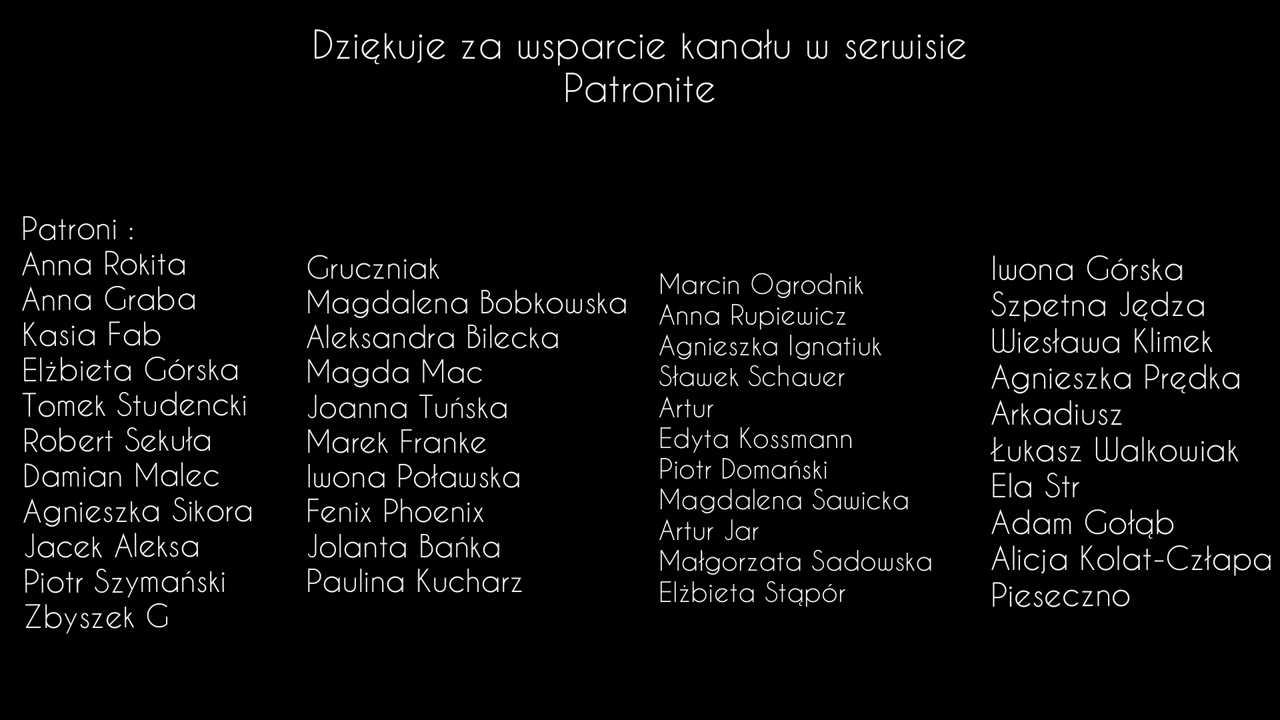 Dziękuje za wsparcie kanału w serwisie
Patronite
Patroni :
Anna Rokita
Anna Graba
Kasia Fab
Elżbieta Górska
Tomek Studencki
Robert Sekuła
Damian Malec
Agnieszka Sikora
Jacek Aleksa
Piotr Szymański
Zbyszek G
Gruczniak
Magdalena Bobkowska
Aleksandra Bilecka
Magda Mac
Joanna Tuńska
Marek Franke
Iwona Poławska
Fenix Phoenix
Jolanta Bańka
Paulina Kucharz
Marcin Ogrodnik
Anna Rupiewicz
Agnieszka Ignatiuk
Sławek Schauer
Artur
Edyta Kossmann
Piotr Domański
Magdalena Sawicka
Artur Jar
Małgorzata Sadowska
Elżbieta Stąpór
Iwona Górska
Szpetna Jędza
Wiesława Klimek
Agnieszka Prędka
Arkadiusz
Łukasz Walkowiak
Ela Str
Adam Gołąb
Alicja Kolat-Człapa
Pieseczno